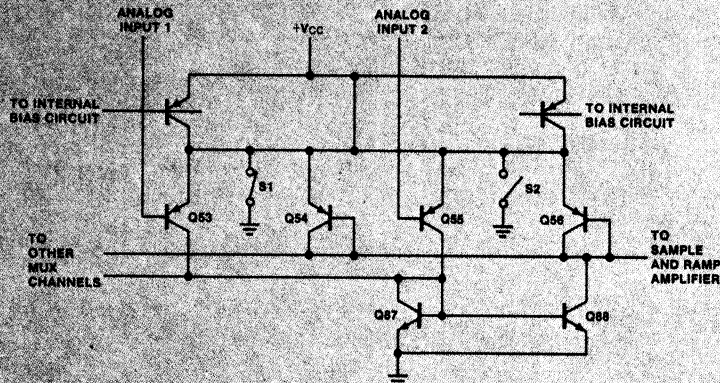 ANALOG
INPUT 1
ANALOG
INPUT 2
+VCC
TO INTERNAL
BIAS CIRCUIT
TO INTERNAL
BIAS CIRCUIT
S1
S2
Q53
Q54
Q55
Q56
TO
OTHER
MUX
CHANNELS
TO
SAMPLE
AND RAMP
AMPLIFIER
Q87
Q88